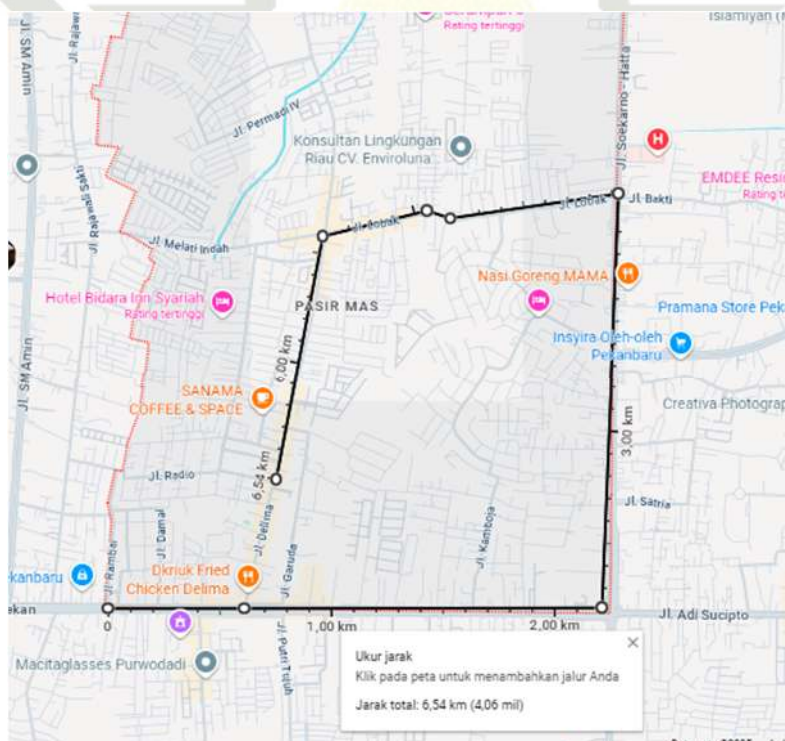 Rating tertinggi
Islamiyah
Jl. SM Amin
Jl. Rajawa
Jl. Soekarno - Hatta
Jl. Permadi IV
Konsultan Lingkungan
Riau CV. Enviroluna
Jl. Rajawali Sakti
EMDEE Resi
Rating te
Jl. Lobak
Jl. Bakti
Jl. Lobak
Jl. Melati Indah
Nasi Goreng MAMA
Hotel Bidara Inn Syariah
Rating tertinggi
PASIR MAS
Pramana Store Pek
Insyira Oleh-oleh
Pekanbaru
Jl. SM Amin
6,00 km
SANAMA
COFFEE & SPACE
Creativa Photograp
3,00 km
Jl. Radio
6,54 km
Jl. Satria
Jl. Damai
Jl. Delima
Jl. Kamboja
Jl. Rambai
Jl. Garuda
ekanbaru
Dkriuk Fried
Chicken Delima
ekan
0
1,00 km
2,00 km
Jl. Adi Sucipto
Jl. Putri Tujuh
Macitaglasses Purwodadi
Ukur jarak
Klik pada peta untuk menambahkan jalur Anda
Jarak total: 6,54 km (4,06 mil)